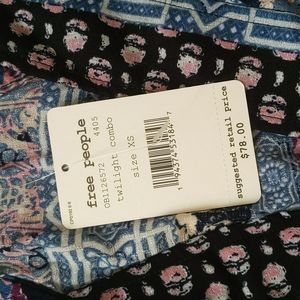 free people
OB1126572 4405
twilight combo
size XS
suggested retail price
$78.00